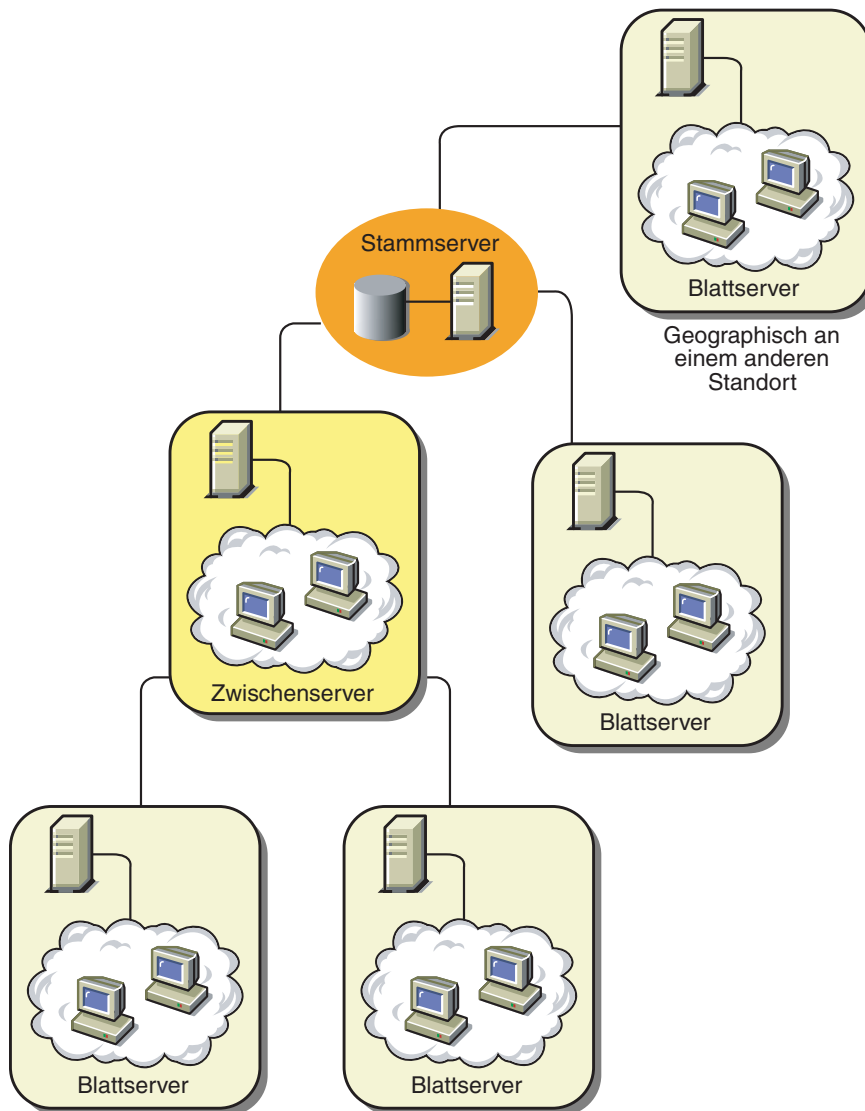 Stammserver
Blattserver
Geographisch an
einem anderen
Standort
Zwischenserver
Blattserver
Blattserver
Blattserver